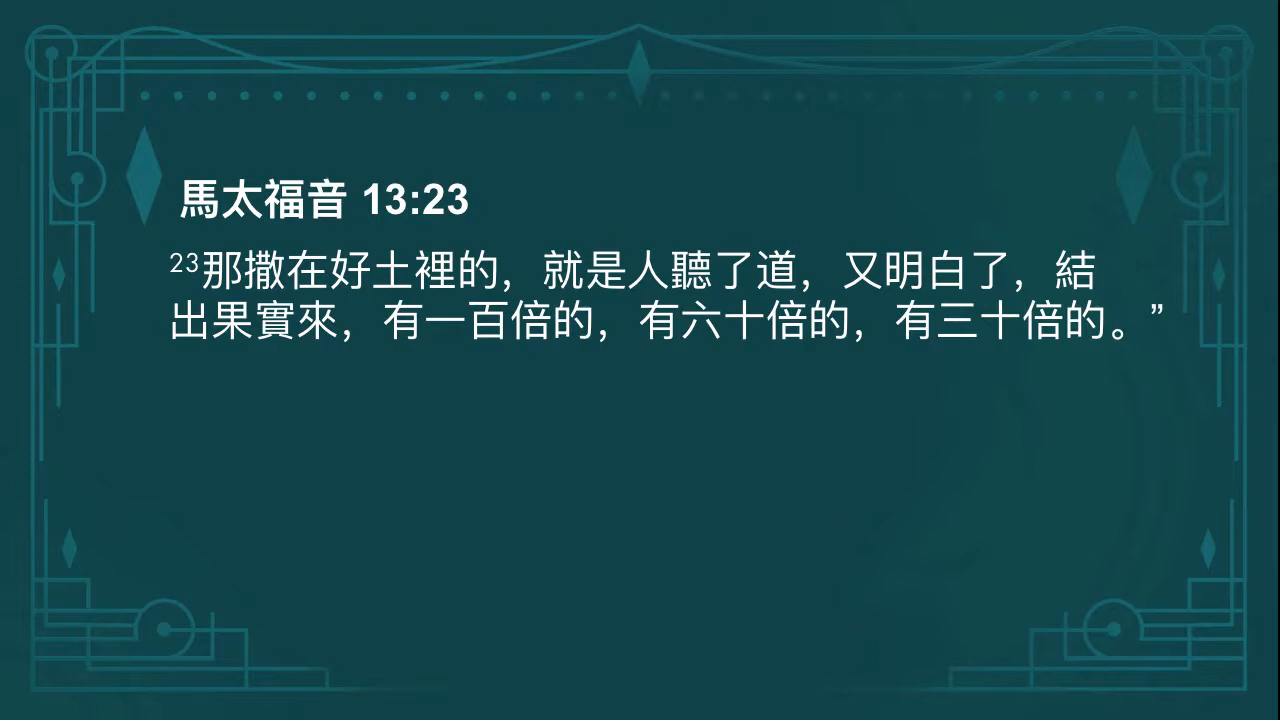 馬太福音 13:23
23那撒在好土裡的，就是人聽了道，又明白了，結
出果實來，有一百倍的，有六十倍的，有三十倍的。”